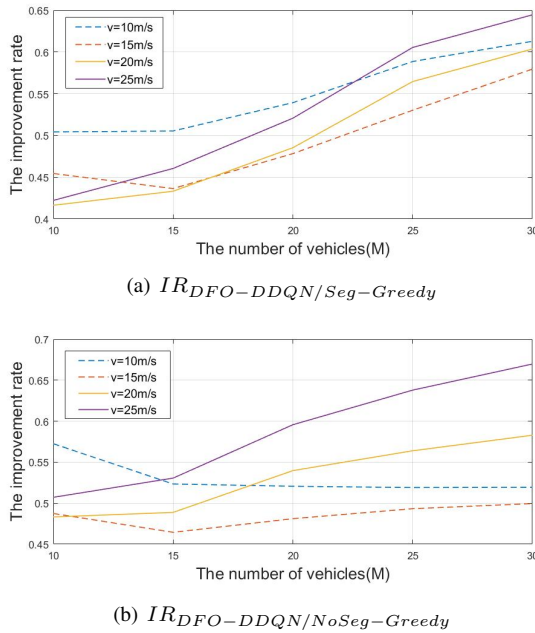 0.65
0.6
0.55
0.5
0.45
0.4
The improvement rate
v=10m/s
v=15m/s
v=20m/s
v=25m/s
10 15 20 25 30
The number of vehicles(M)
(a) IR_{DFO-DDQN/Seg-Greedy}
0.7
0.65
0.6
0.55
0.5
0.45
The improvement rate
v=10m/s
v=15m/s
v=20m/s
v=25m/s
10 15 20 25 30
The number of vehicles(M)
(b) IR_{DFO-DDQN/NoSeg-Greedy}